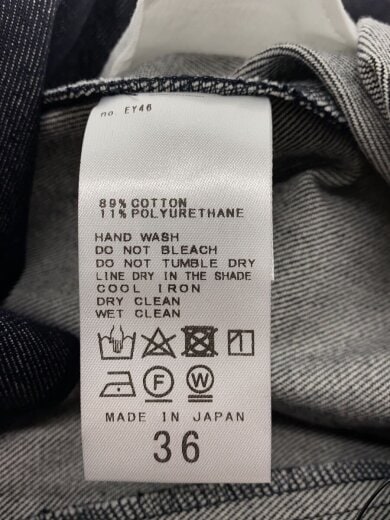 no. EY46
89% COTTON
11% POLYURETHANE
HAND WASH
DO NOT BLEACH
DO NOT TUMBLE DRY
LINE DRY IN THE SHADE
COOL IRON
DRY CLEAN
WET CLEAN
F W
MADE IN JAPAN
36